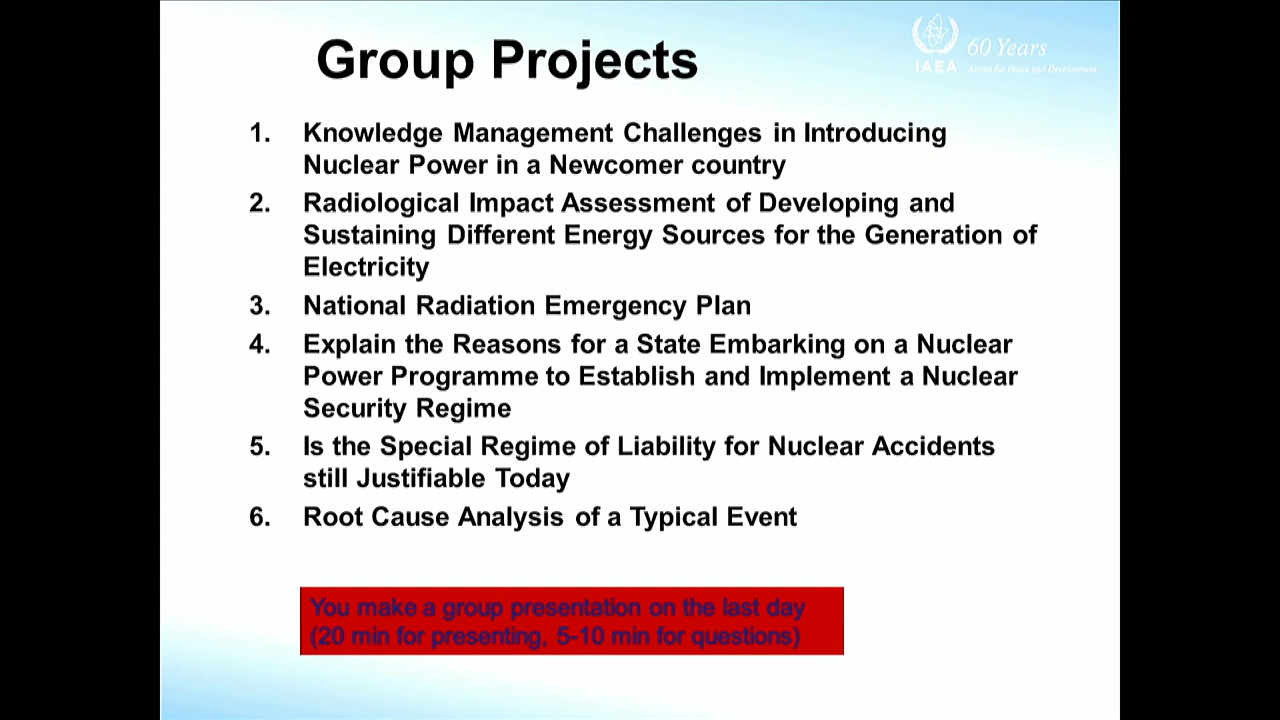 Group Projects
60 Years
IAEA
Atoms for Peace and Development
1. Knowledge Management Challenges in Introducing
Nuclear Power in a Newcomer country
2. Radiological Impact Assessment of Developing and
Sustaining Different Energy Sources for the Generation of
Electricity
3. National Radiation Emergency Plan
4. Explain the Reasons for a State Embarking on a Nuclear
Power Programme to Establish and Implement a Nuclear
Security Regime
5. Is the Special Regime of Liability for Nuclear Accidents
still Justifiable Today
6. Root Cause Analysis of a Typical Event
You make a group presentation on the last day
(20 min for presenting, 5-10 min for questions)